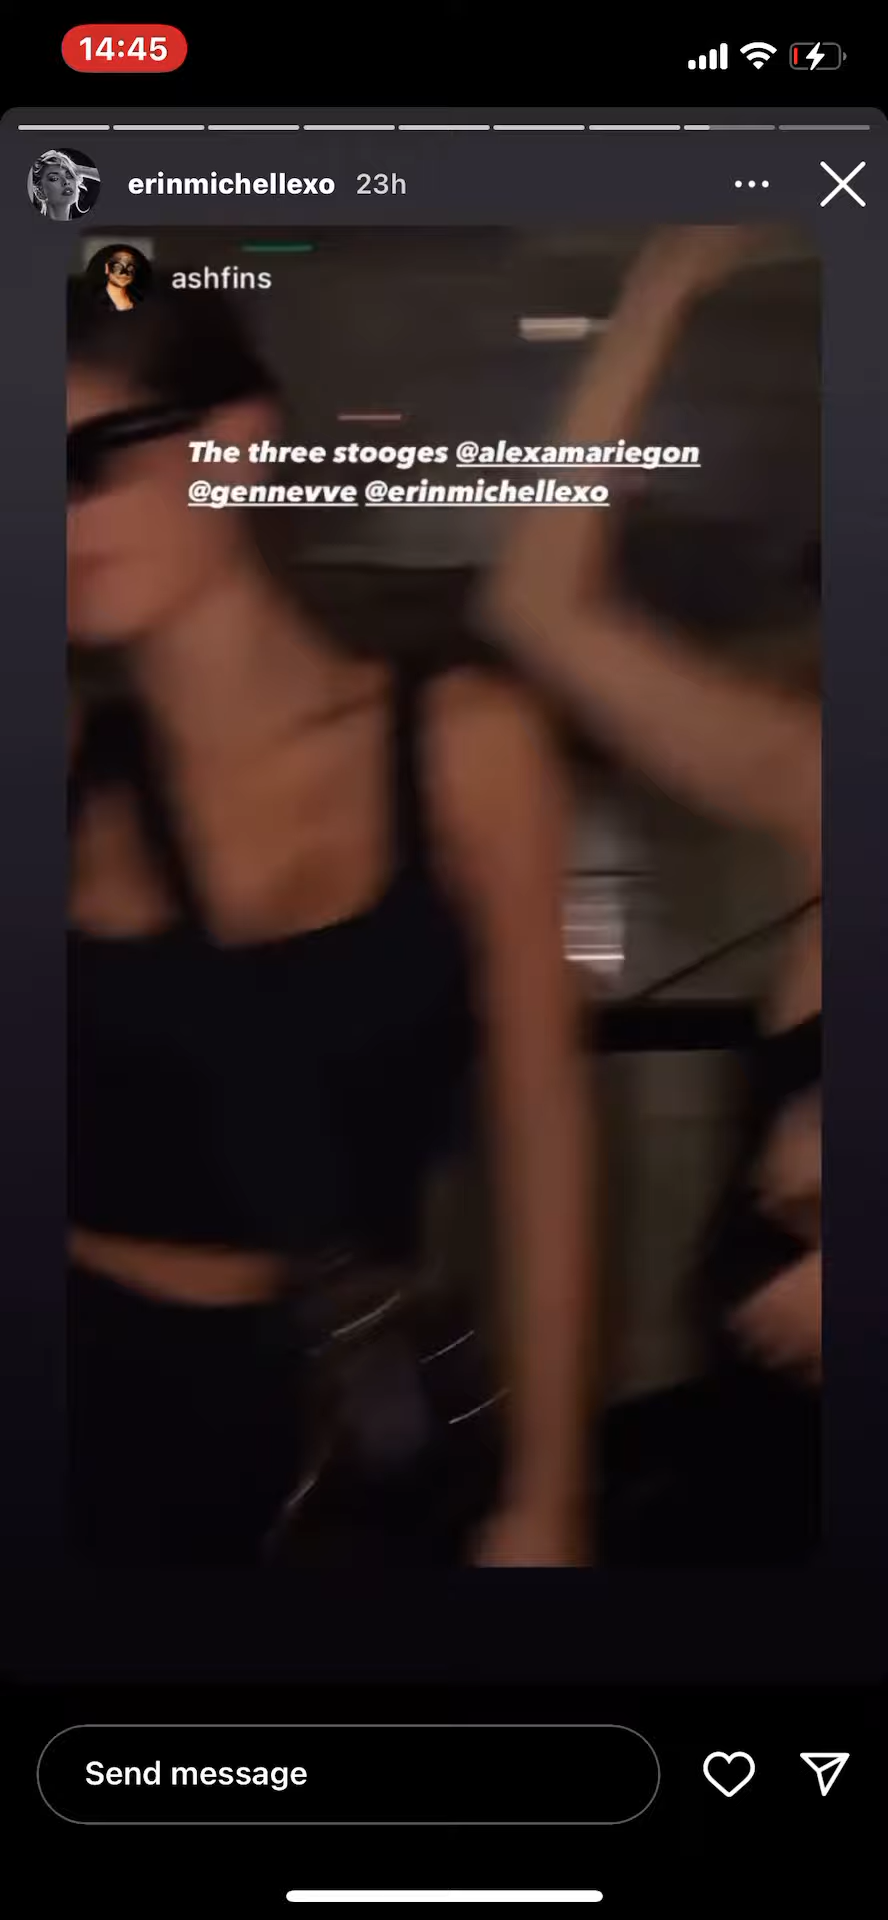 14:45
erinmichellexo 23h
ashfins
The three stooges @alexamariegon
@gennevve @erinmichellexo
Send message